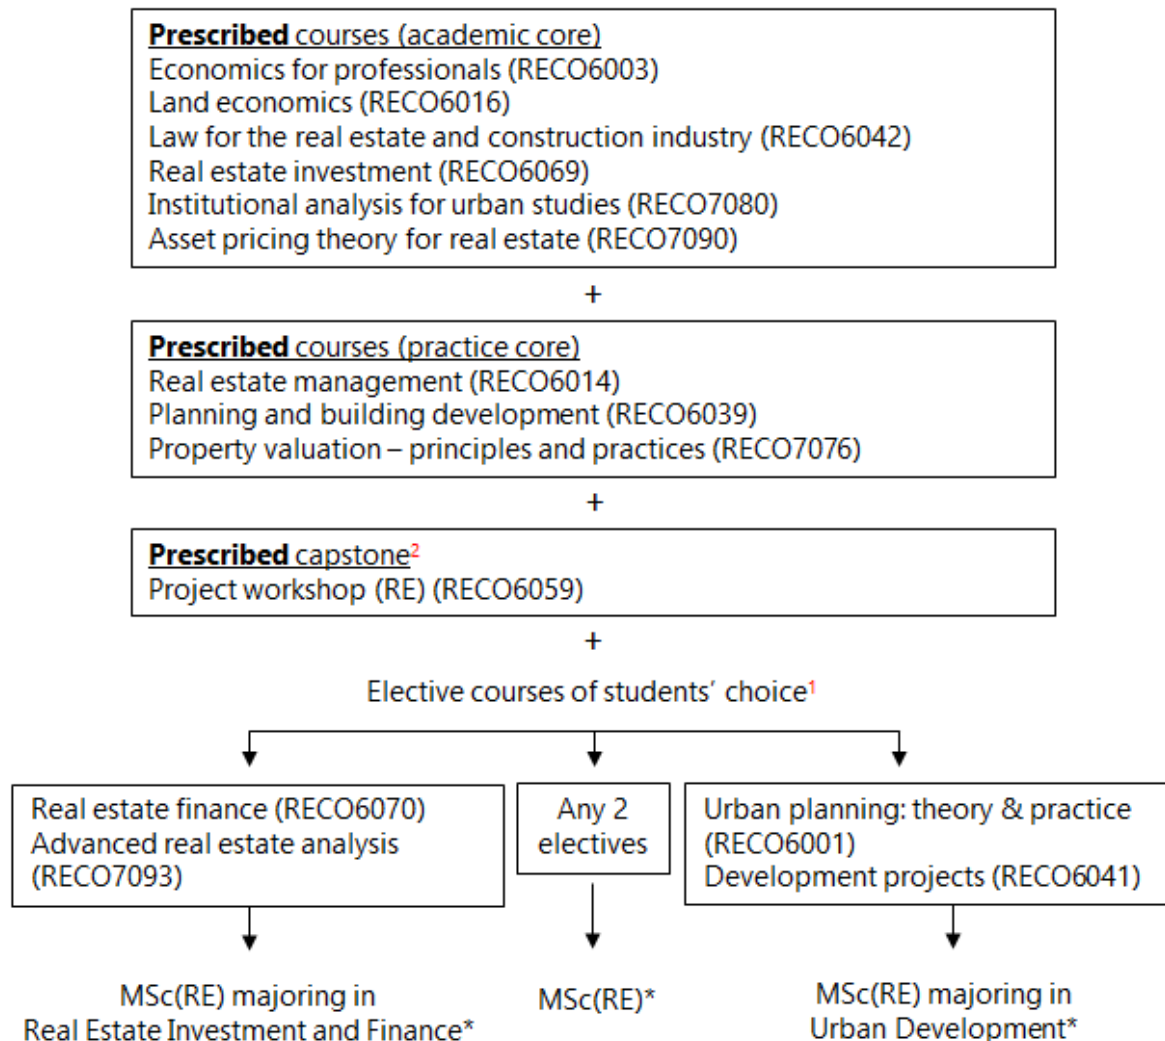 Prescribed courses (academic core)
Economics for professionals (RECO6003)
Land economics (RECO6016)
Law for the real estate and construction industry (RECO6042)
Real estate investment (RECO6069)
Institutional analysis for urban studies (RECO7080)
Asset pricing theory for real estate (RECO7090)
+
Prescribed courses (practice core)
Real estate management (RECO6014)
Planning and building development (RECO6039)
Property valuation – principles and practices (RECO7076)
+
Prescribed capstone2
Project workshop (RE) (RECO6059)
+
Elective courses of students’ choice1
Real estate finance (RECO6070)
Advanced real estate analysis
(RECO7093)
Any 2
electives
Urban planning: theory & practice
(RECO6001)
Development projects (RECO6041)
MSc(RE) majoring in
Real Estate Investment and Finance*
MSc(RE)*
MSc(RE) majoring in
Urban Development*